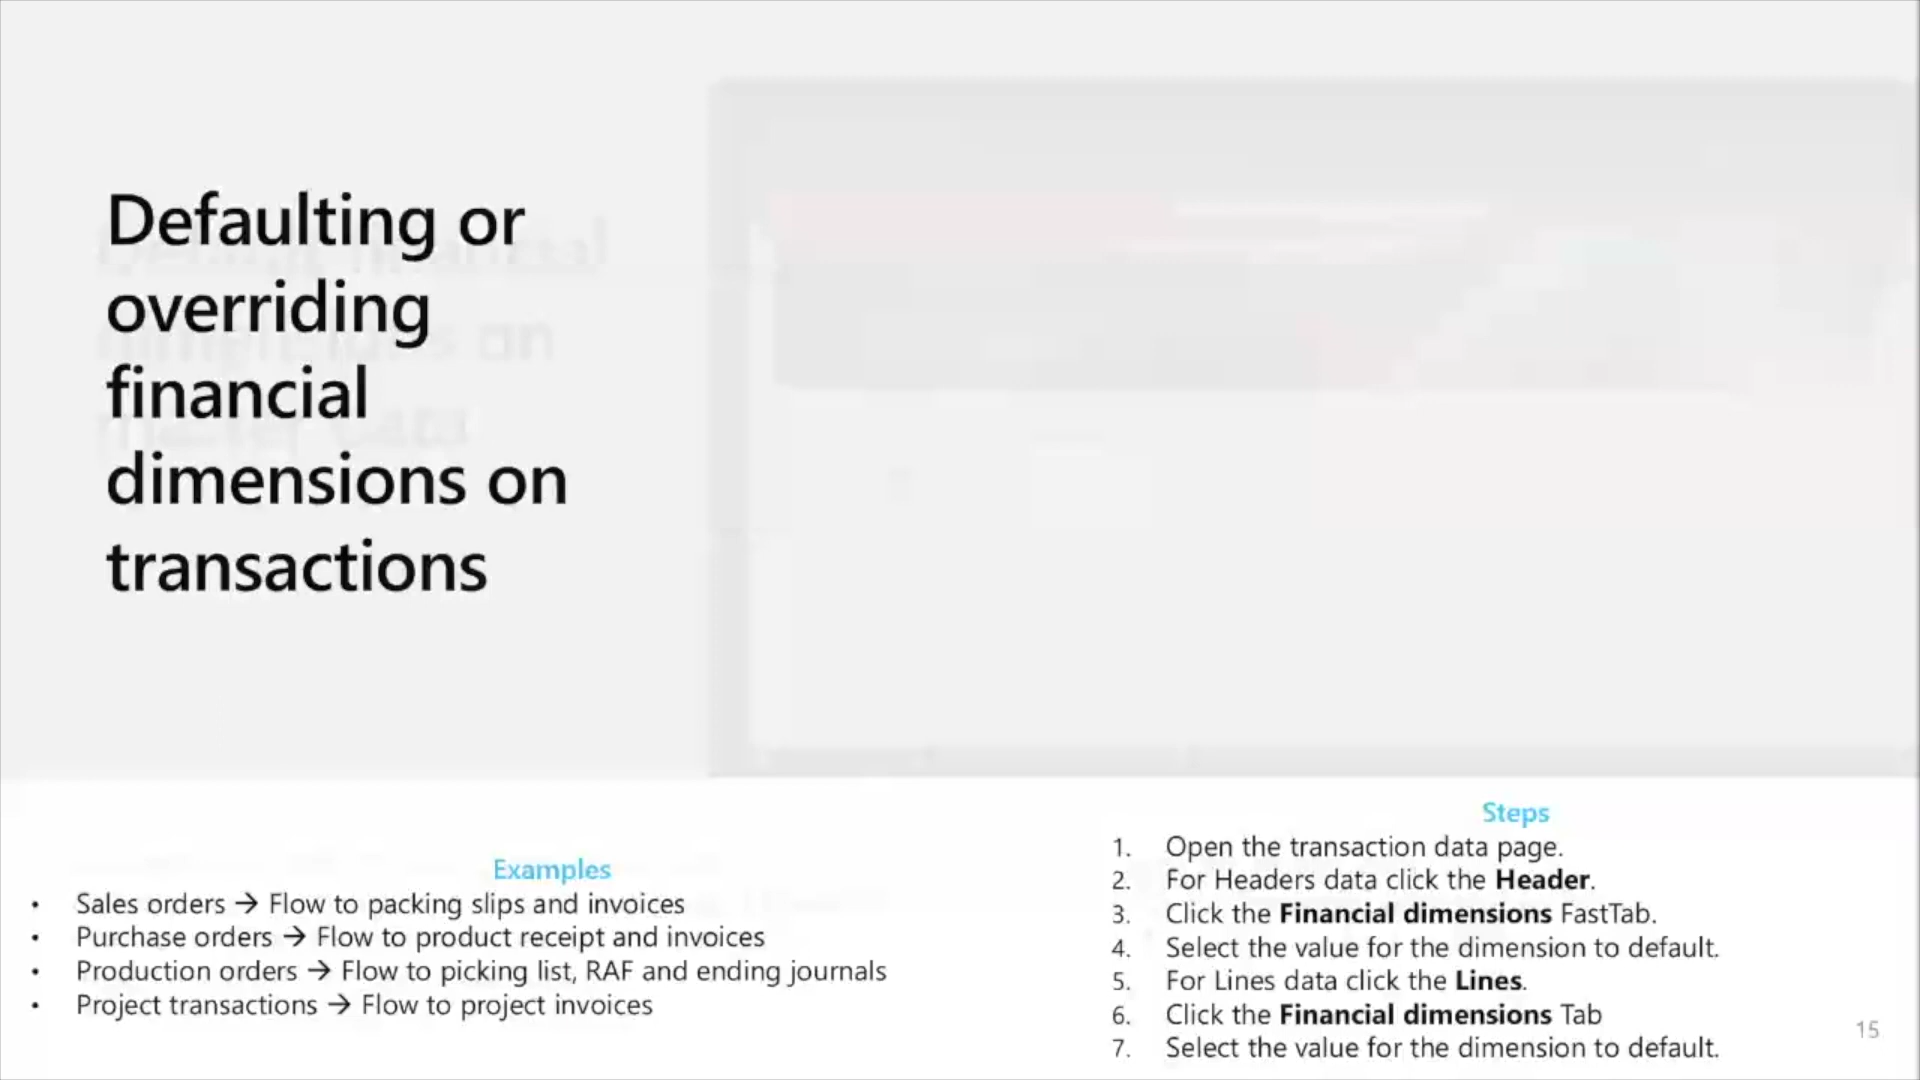 Defaulting or
overriding
financial
dimensions on
transactions
Examples
• Sales orders → Flow to packing slips and invoices
• Purchase orders → Flow to product receipt and invoices
• Production orders → Flow to picking list, RAF and ending journals
• Project transactions → Flow to project invoices
Steps
1. Open the transaction data page.
2. For Headers data click the Header.
3. Click the Financial dimensions FastTab.
4. Select the value for the dimension to default.
5. For Lines data click the Lines.
6. Click the Financial dimensions Tab
7. Select the value for the dimension to default.
15